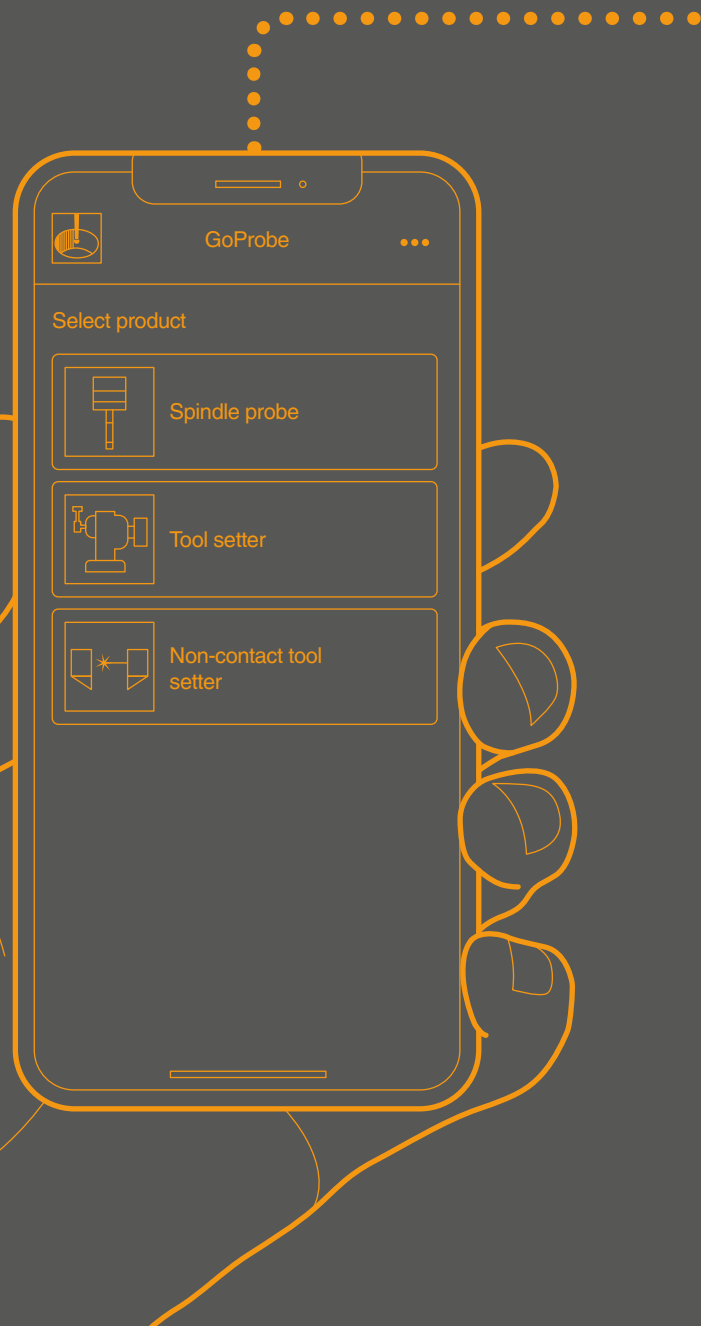 GoProbe
Select product
Spindle probe
Tool setter
Non-contact tool
setter